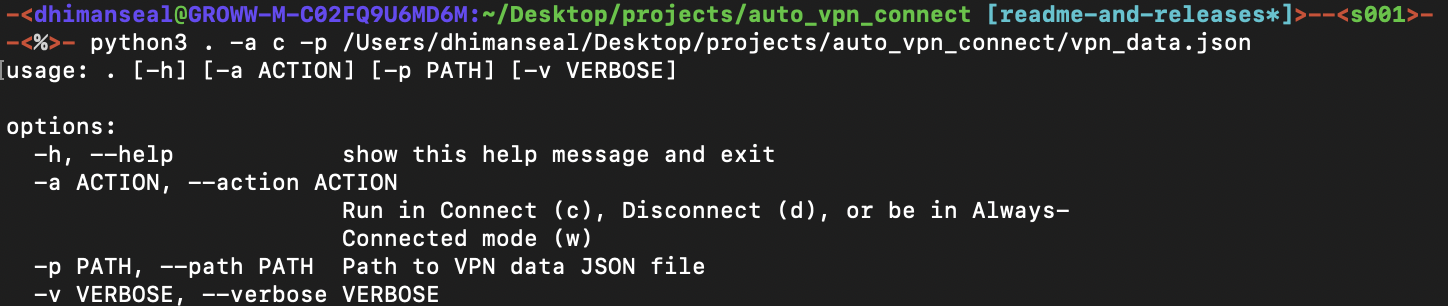 -<dhimanseal@GROWW-M-C02FQ9U6MD6M:~/Desktop/projects/auto_vpn_connect [readme-and-releases*]>--<s001>-
-<%>- python3 . -a c -p /Users/dhimanseal/Desktop/projects/auto_vpn_connect/vpn_data.json
usage: . [-h] [-a ACTION] [-p PATH] [-v VERBOSE]

options:
  -h, --help            show this help message and exit
  -a ACTION, --action ACTION
                        Run in Connect (c), Disconnect (d), or be in Always-
                        Connected mode (w)
  -p PATH, --path PATH  Path to VPN data JSON file
  -v VERBOSE, --verbose VERBOSE